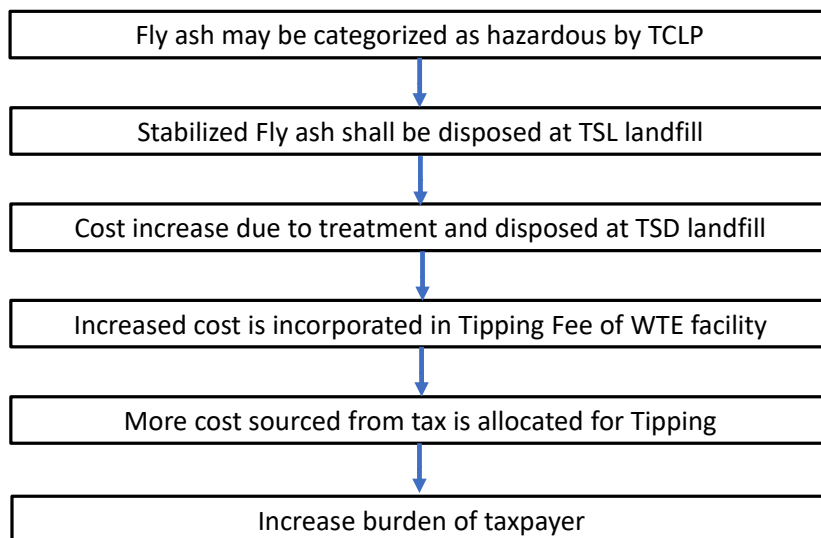 Fly ash may be categorized as hazardous by TCLP
Stabilized Fly ash shall be disposed at TSL landfill
Cost increase due to treatment and disposed at TSD landfill
Increased cost is incorporated in Tipping Fee of WTE facility
More cost sourced from tax is allocated for Tipping
Increase burden of taxpayer